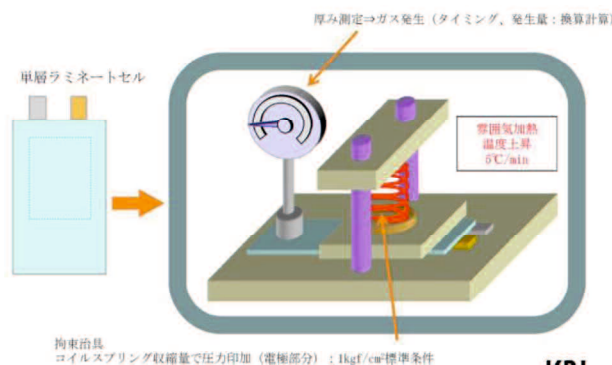 厚み測定⇒ガス発生（タイミング、発生量：換算計算）
単層ラミネートセル
雰囲気加熱
温度上昇
5℃/min
拘束治具
コイルスプリング収縮量で圧力印加（電極部分）：1kgf/cm²標準条件